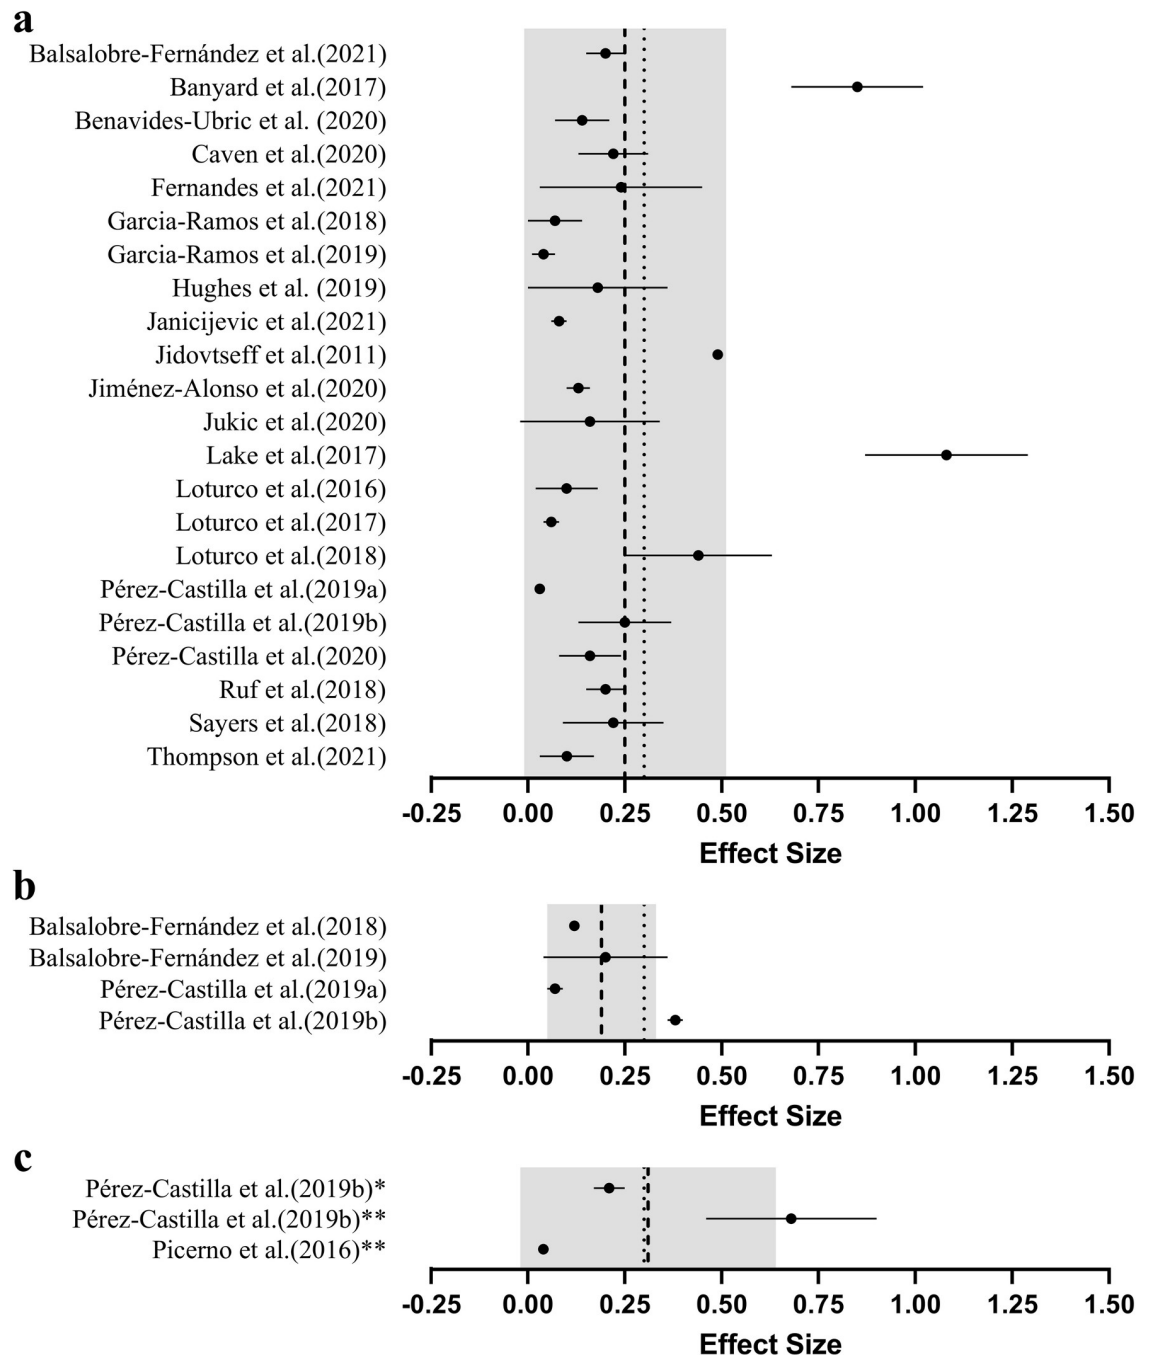 a
Balsalobre-Fernández et al.(2021)
Banyard et al.(2017)
Benavides-Ubric et al. (2020)
Caven et al.(2020)
Fernandes et al.(2021)
Garcia-Ramos et al.(2018)
Garcia-Ramos et al.(2019)
Hughes et al. (2019)
Janicijevic et al.(2021)
Jidovtseff et al.(2011)
Jiménez-Alonso et al.(2020)
Jukic et al.(2020)
Lake et al.(2017)
Loturco et al.(2016)
Loturco et al.(2017)
Loturco et al.(2018)
Pérez-Castilla et al.(2019a)
Pérez-Castilla et al.(2019b)
Pérez-Castilla et al.(2020)
Ruf et al.(2018)
Sayers et al.(2018)
Thompson et al.(2021)
-0.25 0.00 0.25 0.50 0.75 1.00 1.25 1.50
Effect Size
b
Balsalobre-Fernández et al.(2018)
Balsalobre-Fernández et al.(2019)
Pérez-Castilla et al.(2019a)
Pérez-Castilla et al.(2019b)
-0.25 0.00 0.25 0.50 0.75 1.00 1.25 1.50
Effect Size
c
Pérez-Castilla et al.(2019b)*
Pérez-Castilla et al.(2019b)**
Picerno et al.(2016)**
-0.25 0.00 0.25 0.50 0.75 1.00 1.25 1.50
Effect Size